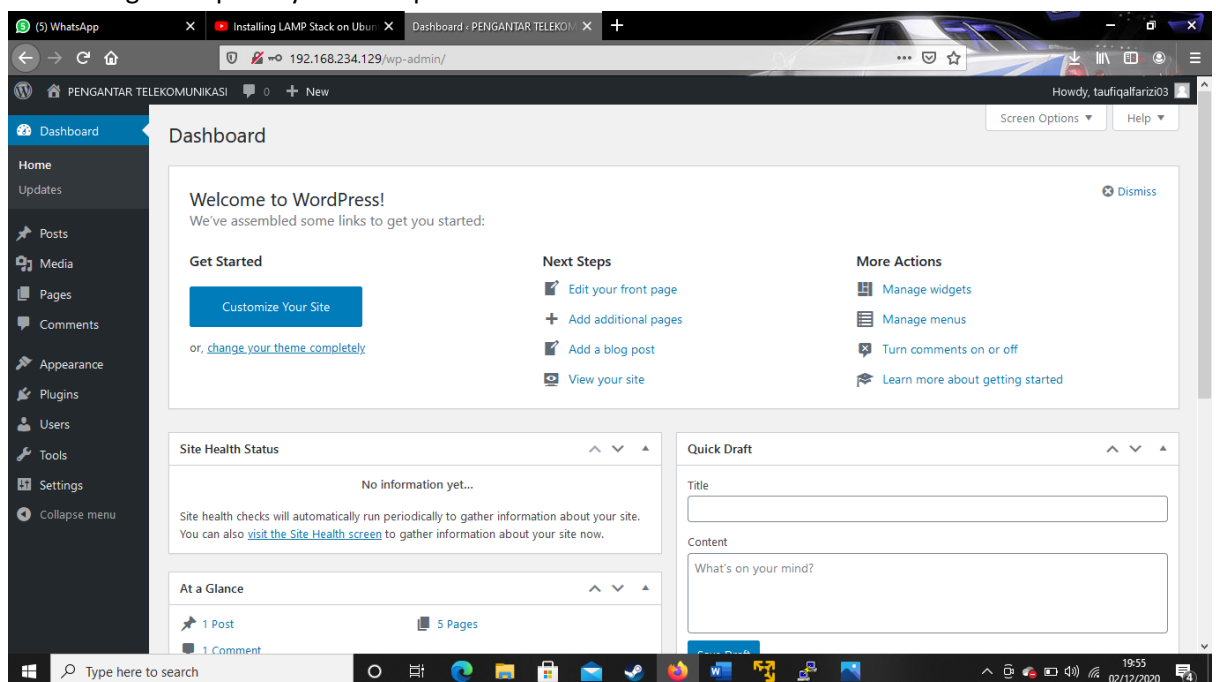 (5) WhatsApp
Installing LAMP Stack on Ubun
Dashboard ‹ PENGANTAR TELEKOM
192.168.234.129/wp-admin/
PENGANTAR TELEKOMUNIKASI 0 + New
Howdy, taufiqalfarizi03
Screen Options ▼
Help ▼
Dashboard
Home
Updates
Posts
Media
Pages
Comments
Appearance
Plugins
Users
Tools
Settings
Collapse menu
Dashboard
Welcome to WordPress!
We've assembled some links to get you started:
Dismiss
Get Started
Customize Your Site
or, change your theme completely
Next Steps
Edit your front page
Add additional pages
Add a blog post
View your site
More Actions
Manage widgets
Manage menus
Turn comments on or off
Learn more about getting started
Site Health Status
No information yet...
Site health checks will automatically run periodically to gather information about your site.
You can also visit the Site Health screen to gather information about your site now.
At a Glance
1 Post
5 Pages
1 Comment
Quick Draft
Title
Content
What's on your mind?
Save Draft
Type here to search
19:55
02/12/2020
4